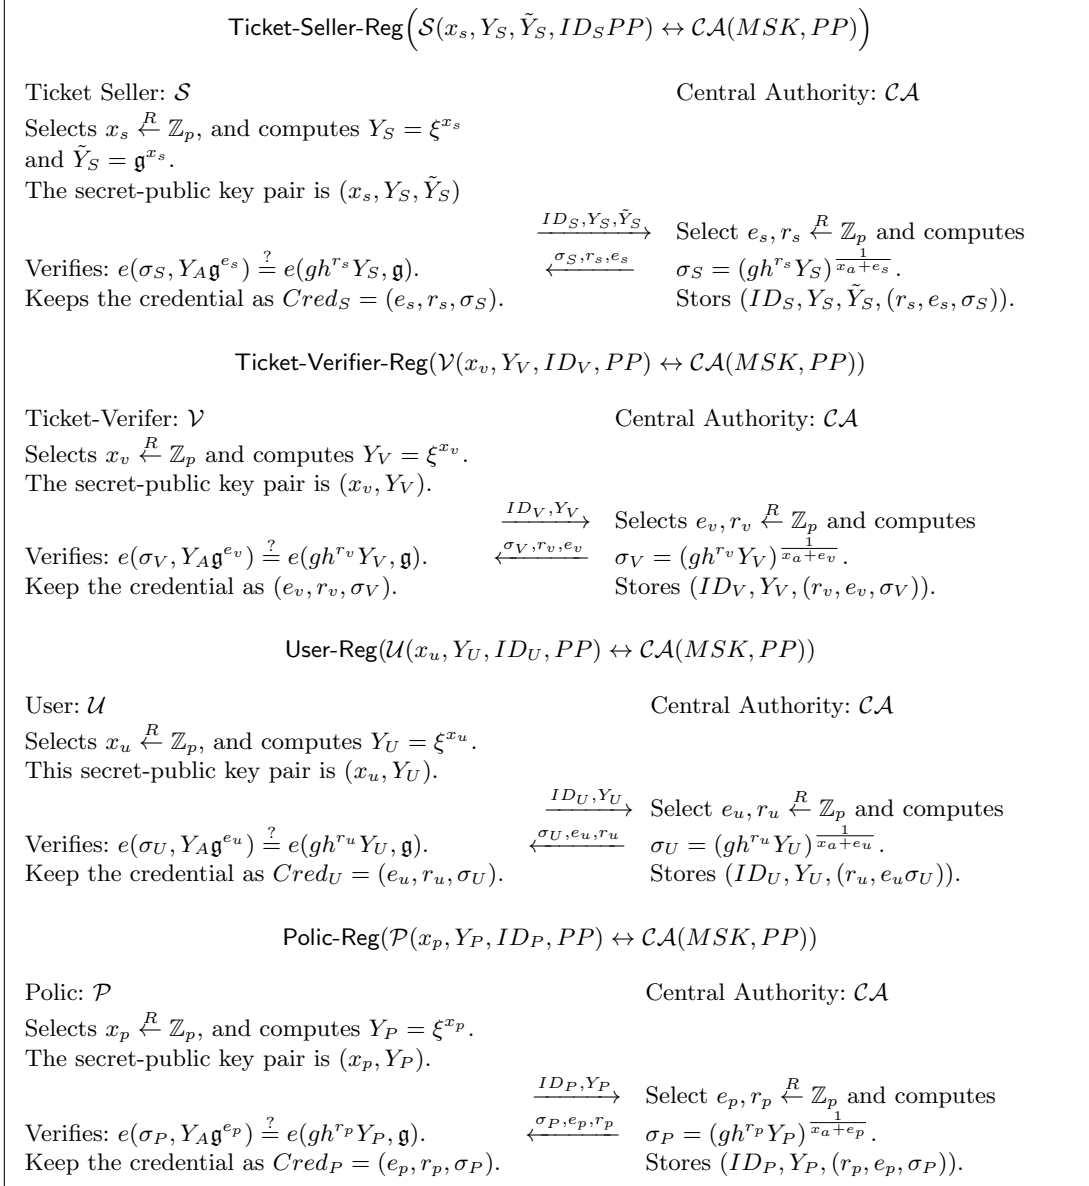 Ticket-Seller-Reg(𝒮(x_s, Y_S, Ỹ_S, ID_S PP) ↔ 𝒞𝒜(MSK, PP))
Ticket Seller: 𝒮 Central Authority: 𝒞𝒜
Selects x_s ←^R ℤ_p, and computes Y_S = ξ^{x_s}
and Ỹ_S = 𝔤^{x_s}.
The secret-public key pair is (x_s, Y_S, Ỹ_S)
ID_S,Y_S,Ỹ_S → Select e_s, r_s ←^R ℤ_p and computes
Verifies: e(σ_S, Y_A𝔤^{e_s}) =^? e(gh^{r_s}Y_S, 𝔤). σ_S,r_s,e_s ← σ_S = (gh^{r_s}Y_S)^{1/(x_a+e_s)}.
Keeps the credential as Cred_S = (e_s, r_s, σ_S). Stors (ID_S, Y_S, Ỹ_S, (r_s, e_s, σ_S)).
Ticket-Verifier-Reg(𝒱(x_v, Y_V, ID_V, PP) ↔ 𝒞𝒜(MSK, PP))
Ticket-Verifer: 𝒱 Central Authority: 𝒞𝒜
Selects x_v ←^R ℤ_p and computes Y_V = ξ^{x_v}.
The secret-public key pair is (x_v, Y_V).
ID_V,Y_V → Selects e_v, r_v ←^R ℤ_p and computes
Verifies: e(σ_V, Y_A𝔤^{e_v}) =^? e(gh^{r_v}Y_V, 𝔤). σ_V,r_v,e_v ← σ_V = (gh^{r_v}Y_V)^{1/(x_a+e_v)}.
Keep the credential as (e_v, r_v, σ_V). Stores (ID_V, Y_V, (r_v, e_v, σ_V)).
User-Reg(𝒰(x_u, Y_U, ID_U, PP) ↔ 𝒞𝒜(MSK, PP))
User: 𝒰 Central Authority: 𝒞𝒜
Selects x_u ←^R ℤ_p, and computes Y_U = ξ^{x_u}.
This secret-public key pair is (x_u, Y_U).
ID_U,Y_U → Select e_u, r_u ←^R ℤ_p and computes
Verifies: e(σ_U, Y_A𝔤^{e_u}) =^? e(gh^{r_u}Y_U, 𝔤). σ_U,e_u,r_u ← σ_U = (gh^{r_u}Y_U)^{1/(x_a+e_u)}.
Keep the credential as Cred_U = (e_u, r_u, σ_U). Stores (ID_U, Y_U, (r_u, e_uσ_U)).
Polic-Reg(𝒫(x_p, Y_P, ID_P, PP) ↔ 𝒞𝒜(MSK, PP))
Polic: 𝒫 Central Authority: 𝒞𝒜
Selects x_p ←^R ℤ_p, and computes Y_P = ξ^{x_p}.
The secret-public key pair is (x_p, Y_P).
ID_P,Y_P → Select e_p, r_p ←^R ℤ_p and computes
Verifies: e(σ_P, Y_A𝔤^{e_p}) =^? e(gh^{r_p}Y_P, 𝔤). σ_P,e_p,r_p ← σ_P = (gh^{r_p}Y_P)^{1/(x_a+e_p)}.
Keep the credential as Cred_P = (e_p, r_p, σ_P). Stores (ID_P, Y_P, (r_p, e_p, σ_P)).